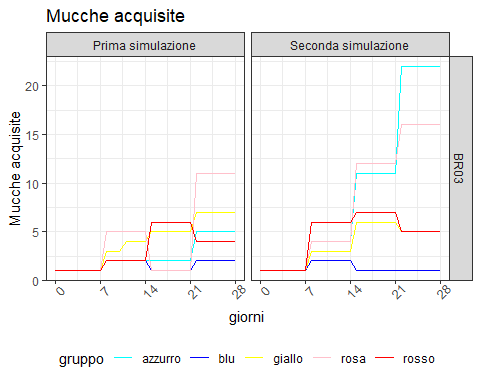 Mucche acquisite
Prima simulazione
Seconda simulazione
Mucche acquisite
20
15
10
5
0
BR03
0 7 14 21 28 0 7 14 21 28
giorni
gruppo azzurro blu giallo rosa rosso